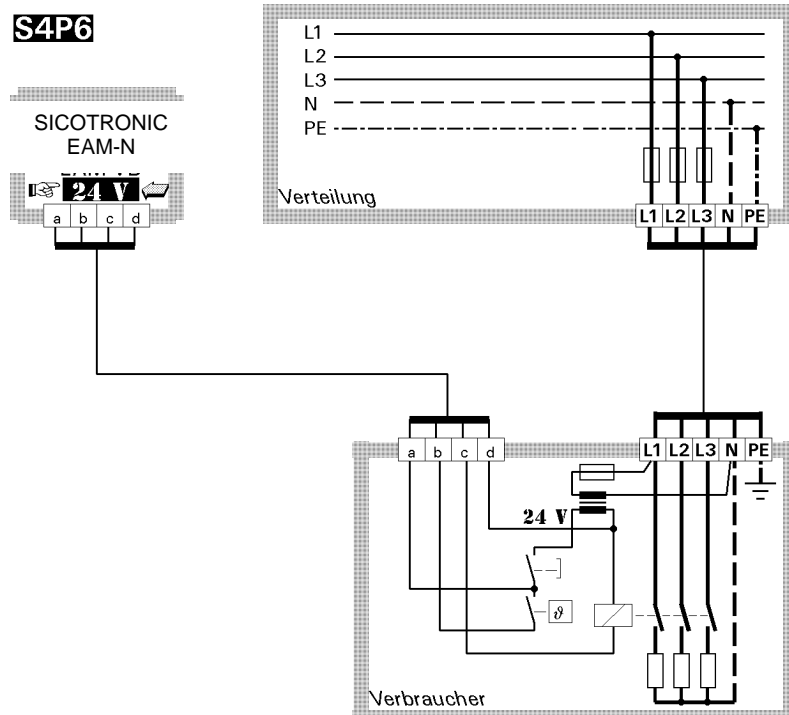 S4P6
L1
L2
L3
N
PE
SICOTRONIC
EAM-N
24 V
a b c d
Verteilung
L1 L2 L3 N PE
a b c d
L1 L2 L3 N PE
24 V
ϑ
Verbraucher